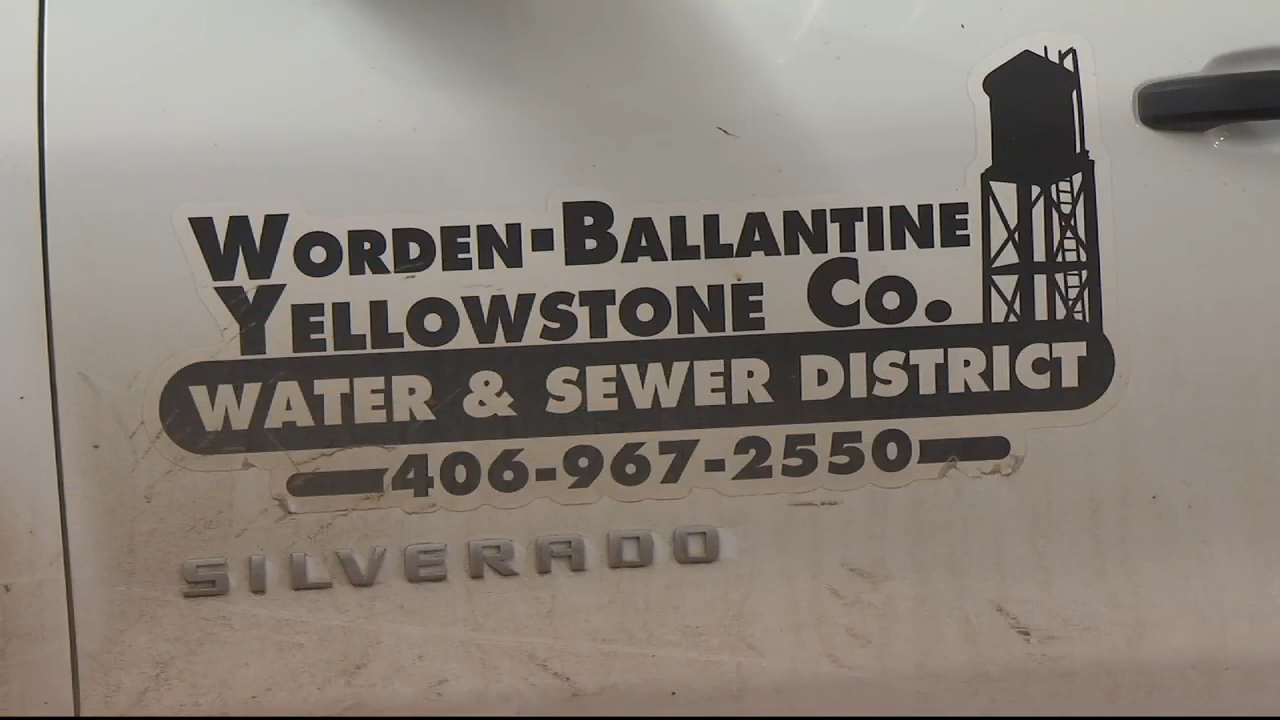 WORDEN-BALLANTINE
YELLOWSTONE CO.
WATER & SEWER DISTRICT
406-967-2550
SILVERADO